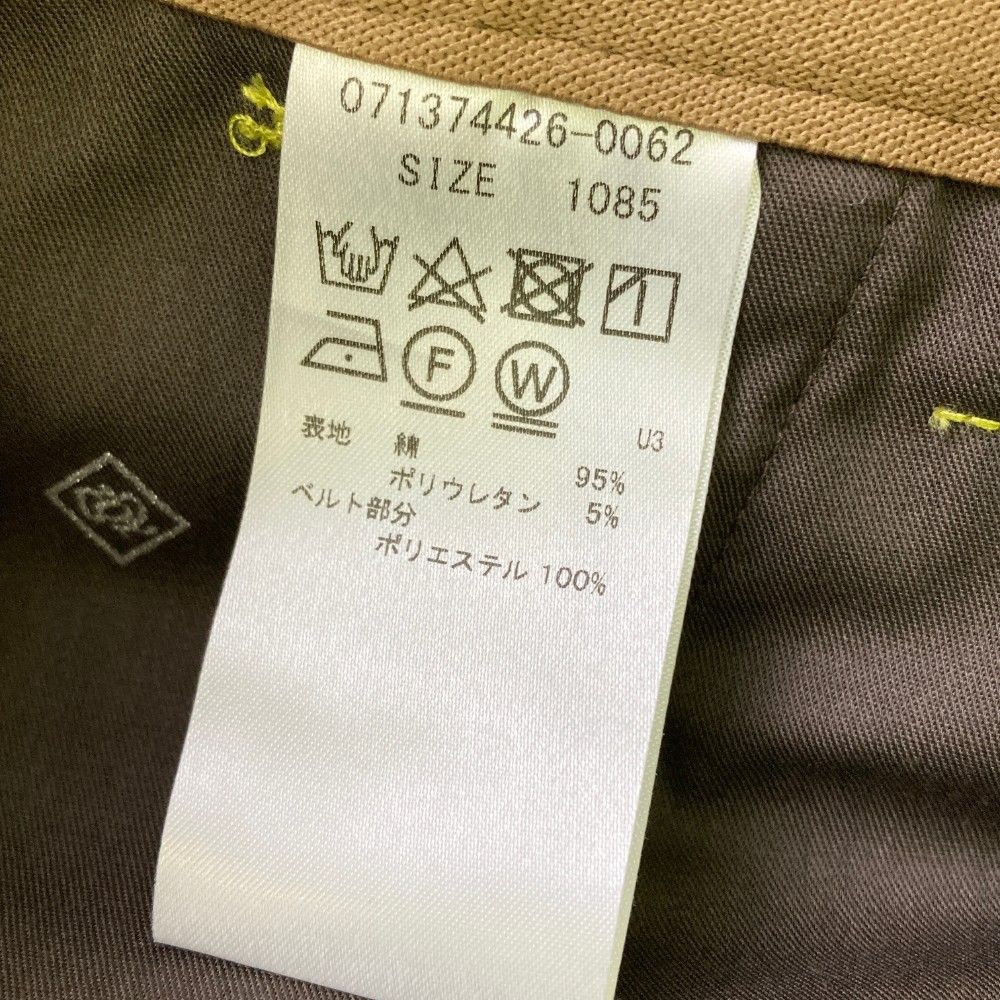 071374426-0062
SIZE 1085
F W
U3
表地 綿 95%
ポリウレタン 5%
ベルト部分
ポリエステル 100%